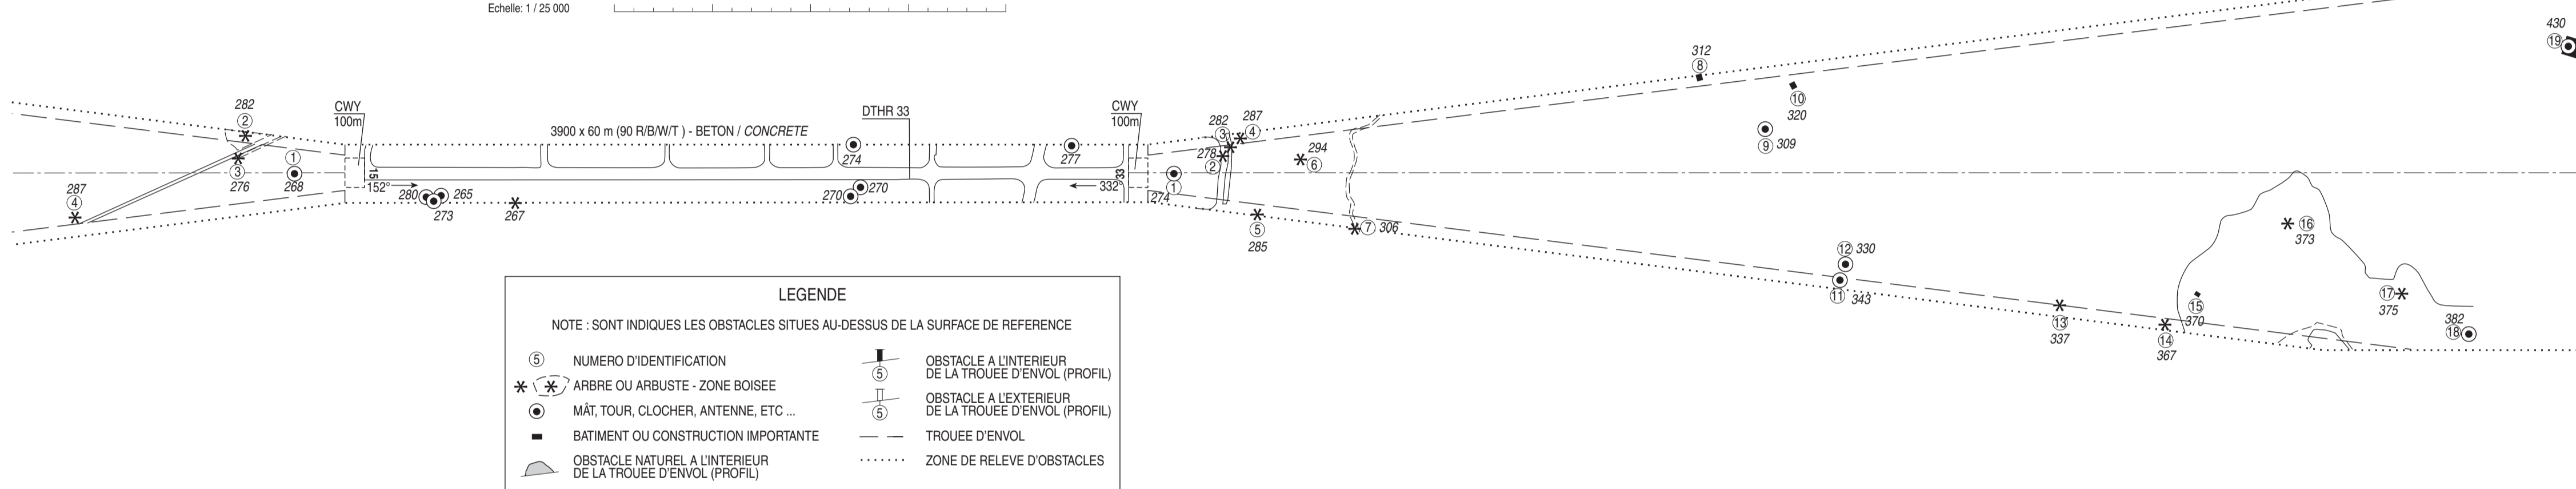 Echelle: 1 / 25 000
430
19
312
8
10
320
9 309
282
2
3
276
1
268
287
4
CWY
100m
3900 x 60 m (90 R/B/W/T ) - BETON / CONCRETE
DTHR 33
CWY
100m
274
277
15
152°
280
265
273
267
270
270
332°
33
274
1
282
3
287
4
278
2
294
6
5
285
7 306
12 330
11
343
13
337
14
367
15
370
16
373
17
375
382
18
LEGENDE
NOTE : SONT INDIQUES LES OBSTACLES SITUES AU-DESSUS DE LA SURFACE DE REFERENCE
5 NUMERO D'IDENTIFICATION
ARBRE OU ARBUSTE - ZONE BOISEE
MÂT, TOUR, CLOCHER, ANTENNE, ETC ...
BATIMENT OU CONSTRUCTION IMPORTANTE
OBSTACLE NATUREL A L'INTERIEUR
DE LA TROUEE D'ENVOL (PROFIL)
OBSTACLE A L'INTERIEUR
5 DE LA TROUEE D'ENVOL (PROFIL)
OBSTACLE A L'EXTERIEUR
5 DE LA TROUEE D'ENVOL (PROFIL)
TROUEE D'ENVOL
ZONE DE RELEVE D'OBSTACLES